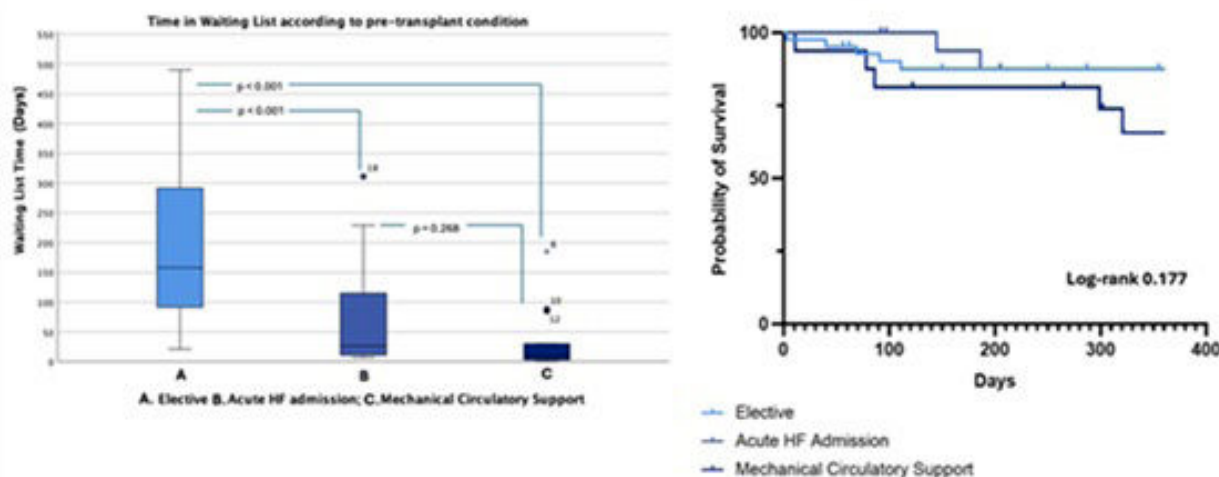 Time in Waiting List according to pre-transplant condition
Waiting List Time (Days)
550
500
450
400
350
300
250
200
150
100
50
0
p<0.001
p<0.001
18
p=0.268
10
12
A
B
C
A. Elective B. Acute HF admission; C. Mechanical Circulatory Support
Probability of Survival
100
50
0
Log-rank 0.177
0
100
200
300
400
Days
Elective
Acute HF Admission
Mechanical Circulatory Support